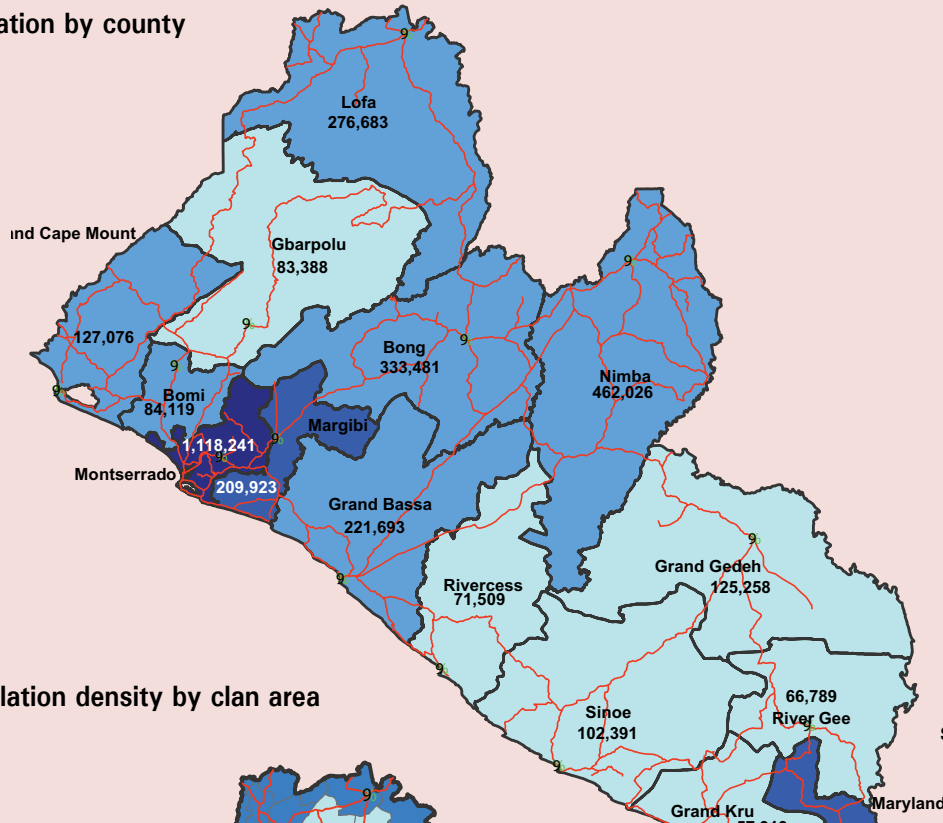 ation by county
Lofa
276,683
nd Cape Mount
Gbarpolu
83,388
127,076
Bong
333,481
Nimba
462,026
Bomi
84,119
Margibi
1,118,241
Montserrado
209,923
Grand Bassa
221,693
Rivercess
71,509
Grand Gedeh
125,258
lation density by clan area
66,789
River Gee
Sinoe
102,391
Maryland
Grand Kru